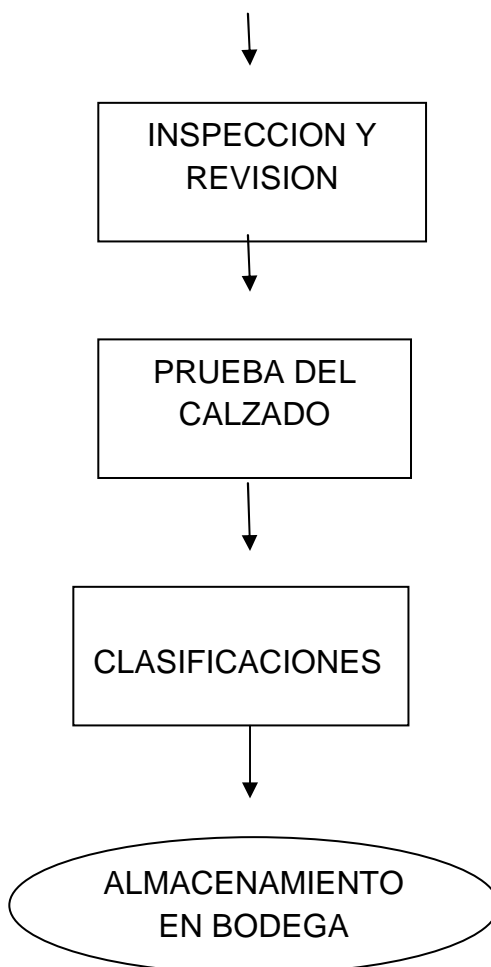 INSPECCION Y
REVISION
PRUEBA DEL
CALZADO
CLASIFICACIONES
ALMACENAMIENTO
EN BODEGA